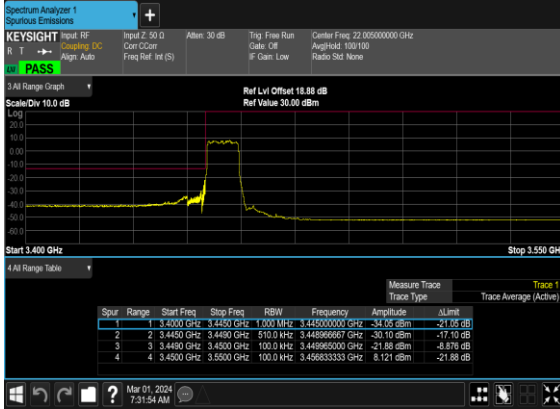 Spectrum Analyzer 1
Spurious Emissions
+
KEYSIGHT Input: RF Input Z: 50 Ω Atten: 30 dB Trig: Free Run Center Freq: 22.005000000 GHz
R T Coupling: DC Corr CCorr Gate: Off Avg|Hold: 100/100
Align: Auto Freq Ref: Int (S) IF Gain: Low Radio Std: None
PASS
3 All Range Graph
Ref Lvl Offset 18.88 dB
Scale/Div 10.0 dB Ref Value 30.00 dBm
Log
20.0
10.0
0.00
-10.0
-20.0
-30.0
-40.0
-50.0
-60.0
Start 3.400 GHz Stop 3.550 GH
4 All Range Table
Measure Trace Trace 1
Trace Type Trace Average (Active)
Spur Range Start Freq Stop Freq RBW Frequency Amplitude ΔLimit
1 1 3.4000 GHz 3.4450 GHz 1.000 MHz 3.445000000 GHz -34.05 dBm -21.05 dB
2 2 3.4450 GHz 3.4490 GHz 510.0 kHz 3.448966667 GHz -30.10 dBm -17.10 dB
3 3 3.4490 GHz 3.4500 GHz 100.0 kHz 3.449965000 GHz -21.88 dBm -8.876 dB
4 4 3.4500 GHz 3.5500 GHz 100.0 kHz 3.456833333 GHz 8.121 dBm -21.88 dB
Mar 01, 2024
7:31:54 AM